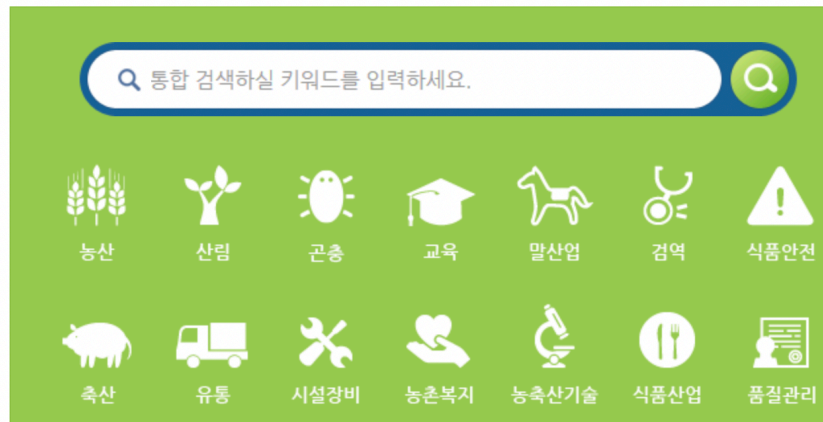 통합 검색하실 키워드를 입력하세요.
농산 산림 곤충 교육 말산업 검역 식품안전
축산 유통 시설장비 농촌복지 농축산기술 식품산업 품질관리